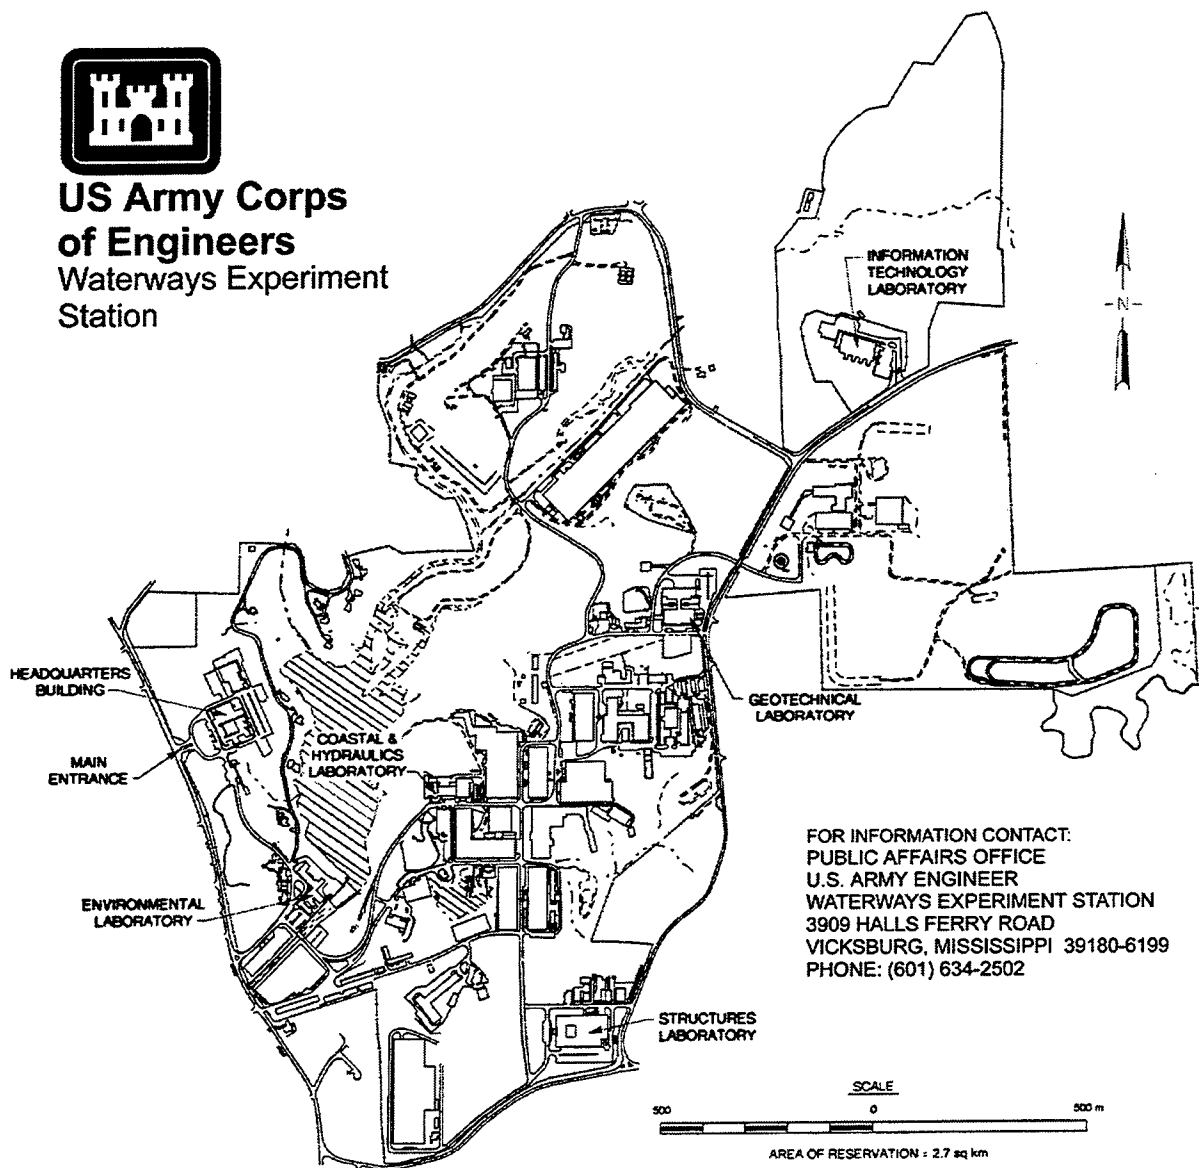 US Army Corps
of Engineers
Waterways Experiment
Station
INFORMATION
TECHNOLOGY
LABORATORY
N
HEADQUARTERS
BUILDING
MAIN
ENTRANCE
COASTAL &
HYDRAULICS
LABORATORY
GEOTECHNICAL
LABORATORY
ENVIRONMENTAL
LABORATORY
STRUCTURES
LABORATORY
FOR INFORMATION CONTACT:
PUBLIC AFFAIRS OFFICE
U.S. ARMY ENGINEER
WATERWAYS EXPERIMENT STATION
3909 HALLS FERRY ROAD
VICKSBURG, MISSISSIPPI 39180-6199
PHONE: (601) 634-2502
SCALE
500 0 500 m
AREA OF RESERVATION = 2.7 sq km